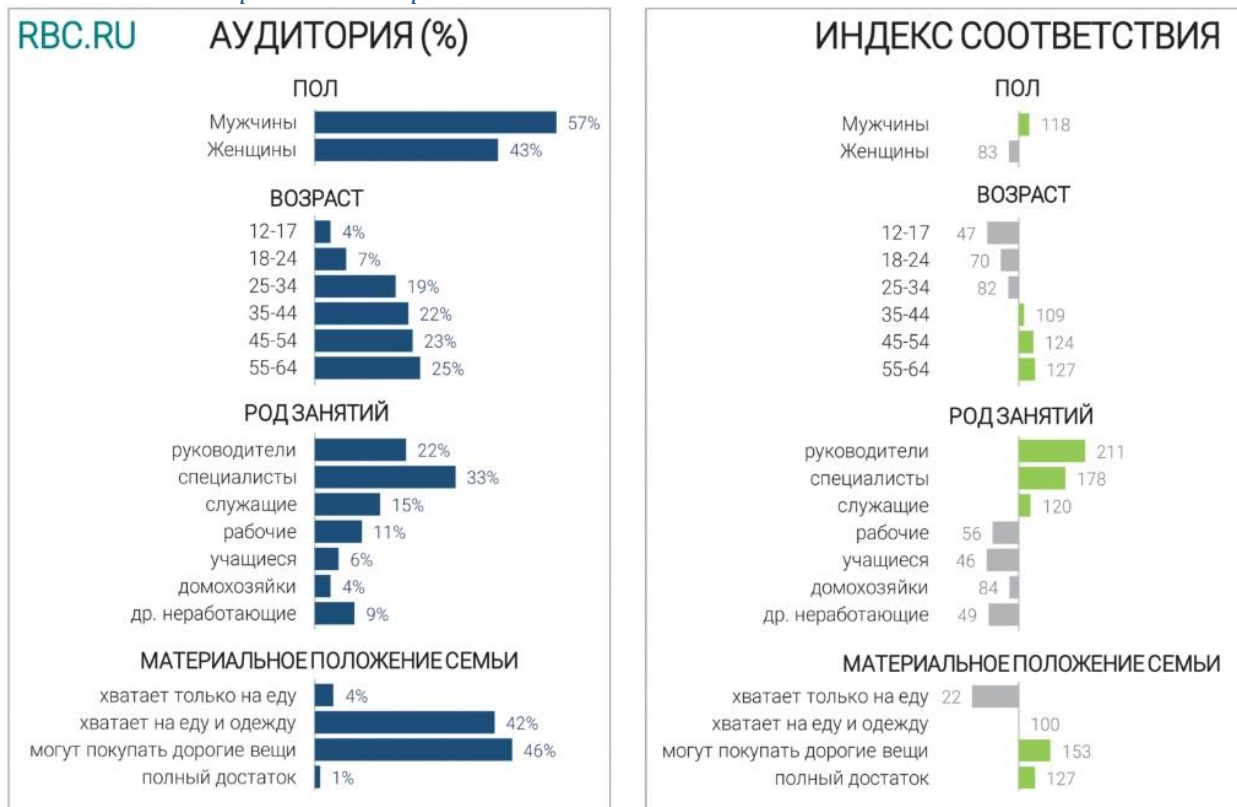 RBC.RU АУДИТОРИЯ (%)
ПОЛ
Мужчины 57%
Женщины 43%
ВОЗРАСТ
12-17 4%
18-24 7%
25-34 19%
35-44 22%
45-54 23%
55-64 25%
РОД ЗАНЯТИЙ
руководители 22%
специалисты 33%
служащие 15%
рабочие 11%
учащиеся 6%
домохозяйки 4%
др. неработающие 9%
МАТЕРИАЛЬНОЕ ПОЛОЖЕНИЕ СЕМЬИ
хватает только на еду 4%
хватает на еду и одежду 42%
могут покупать дорогие вещи 46%
полный достаток 1%
ИНДЕКС СООТВЕТСТВИЯ
ПОЛ
Мужчины 118
Женщины 83
ВОЗРАСТ
12-17 47
18-24 70
25-34 82
35-44 109
45-54 124
55-64 127
РОД ЗАНЯТИЙ
руководители 211
специалисты 178
служащие 120
рабочие 56
учащиеся 46
домохозяйки 84
др. неработающие 49
МАТЕРИАЛЬНОЕ ПОЛОЖЕНИЕ СЕМЬИ
хватает только на еду 22
хватает на еду и одежду 100
могут покупать дорогие вещи 153
полный достаток 127